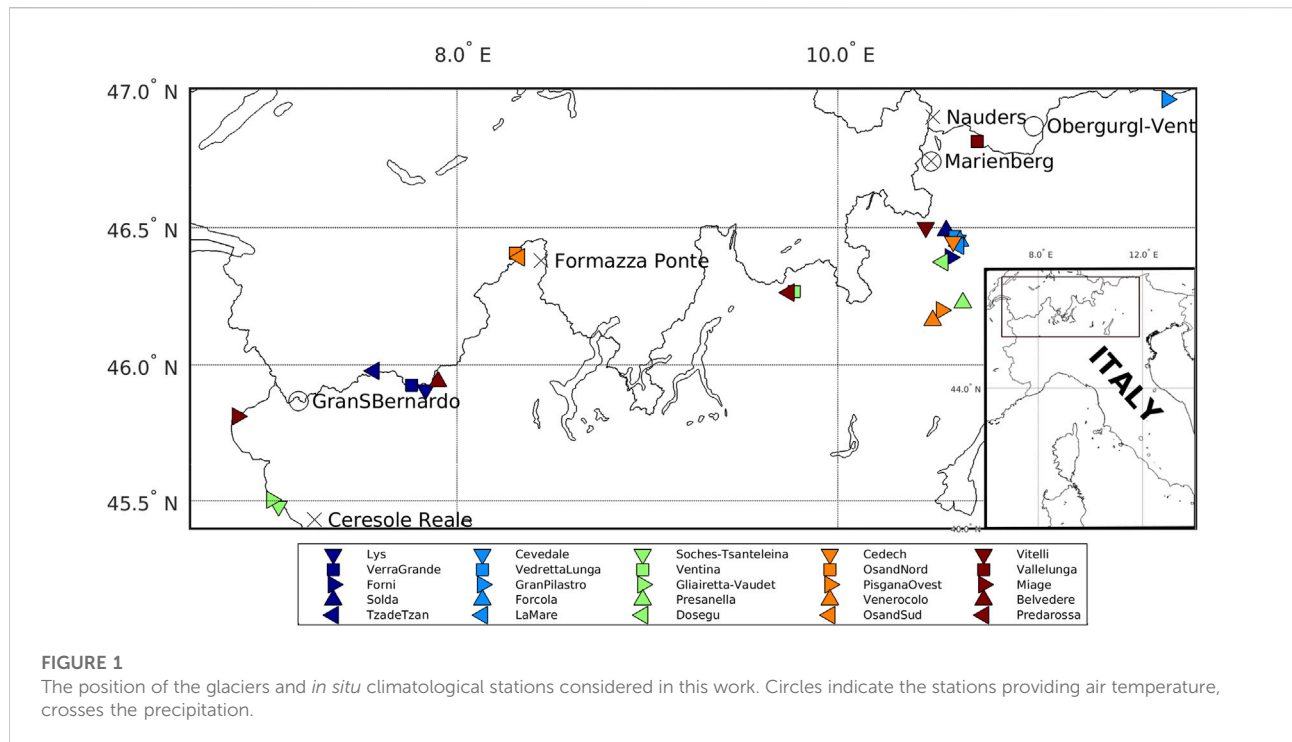 8.0° E 10.0° E
47.0° N
Nauders
Obergurgl-Vent
Marienberg
46.5° N
Formazza Ponte
8.0° E 12.0° E
46.0° N
GranSBernardo
ITALY
44.0° N
45.5° N
Ceresole Reale
40.0° N
Lys Cevedale Soches-Tsanteleina Cedech Vitelli
VerraGrande VedrettaLunga Ventina OsandNord Vallelunga
Forni GranPilastro Gliairetta-Vaudet PisganaOvest Miage
Solda Forcola Presanella Venerocolo Belvedere
TzadeTzan LaMare Dosegu OsandSud Predarossa
FIGURE 1
The position of the glaciers and in situ climatological stations considered in this work. Circles indicate the stations providing air temperature,
crosses the precipitation.